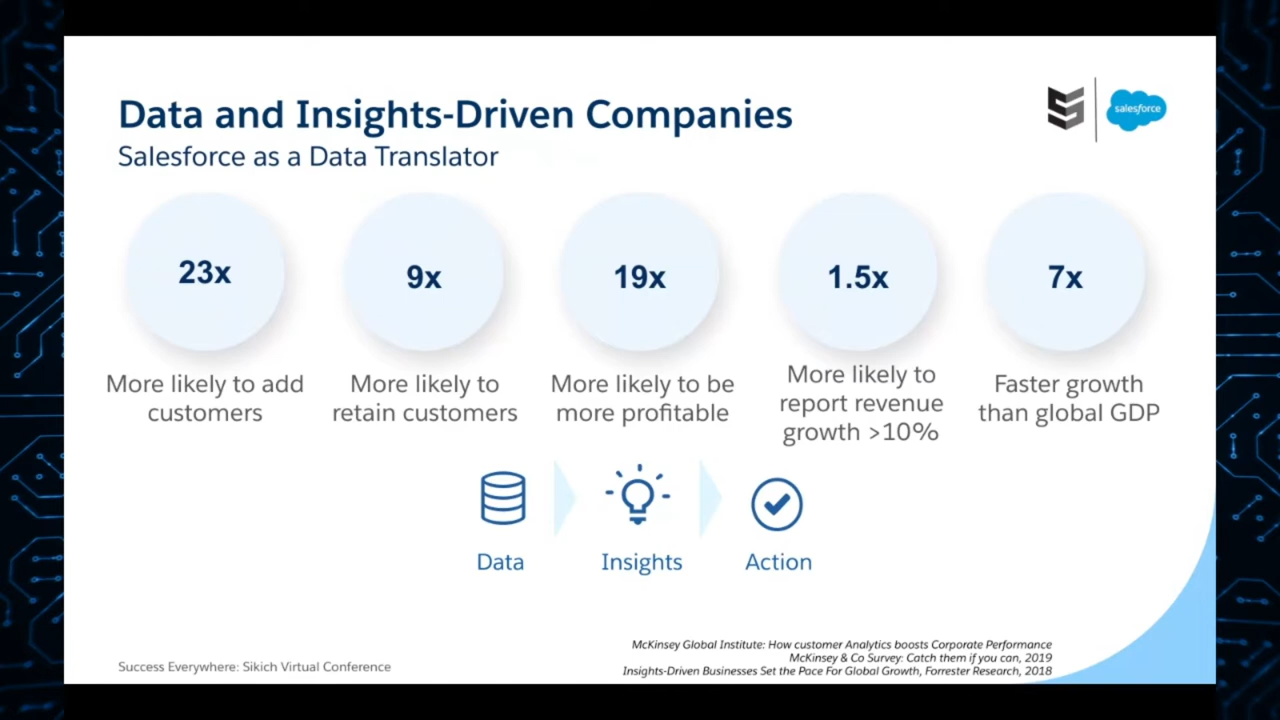 Data and Insights-Driven Companies
Salesforce as a Data Translator
salesforce
23x
More likely to add
customers
9x
More likely to
retain customers
19x
More likely to be
more profitable
1.5x
More likely to
report revenue
growth >10%
7x
Faster growth
than global GDP
Data
Insights
Action
McKinsey Global Institute: How customer Analytics boosts Corporate Performance
McKinsey & Co Survey: Catch them if you can, 2019
Insights-Driven Businesses Set the Pace For Global Growth, Forrester Research, 2018
Success Everywhere: Sikich Virtual Conference